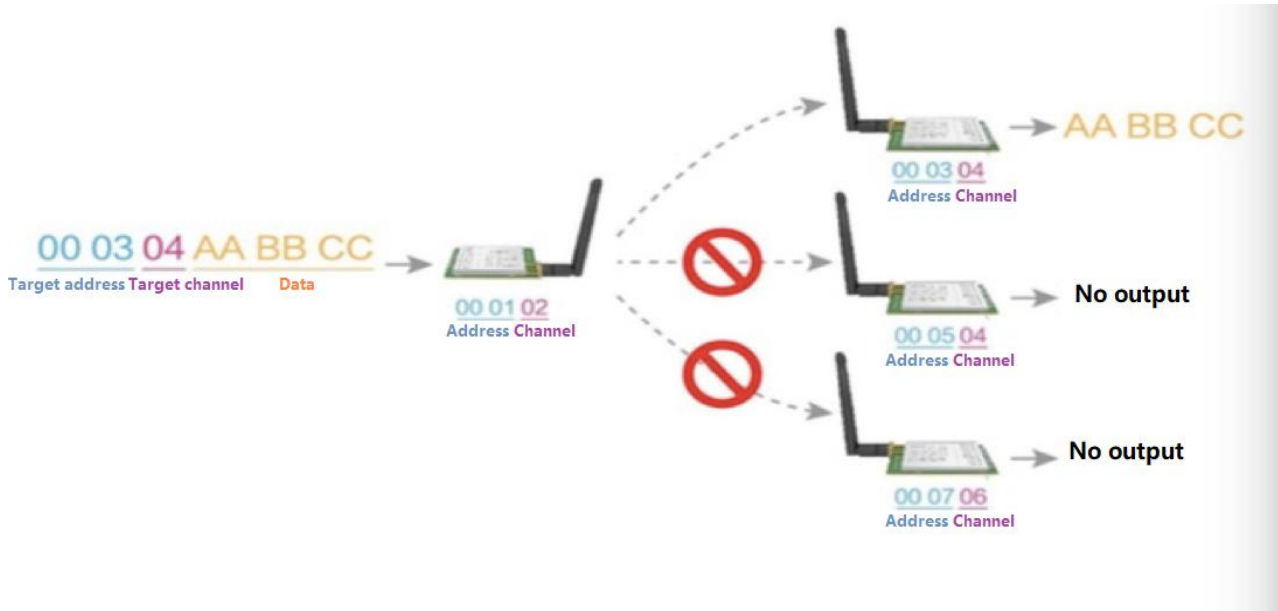 00 03 04 AA BB CC
Target address Target channel Data
00 01 02
Address Channel
00 03 04
Address Channel
AA BB CC
00 05 04
Address Channel
No output
00 07 06
Address Channel
No output